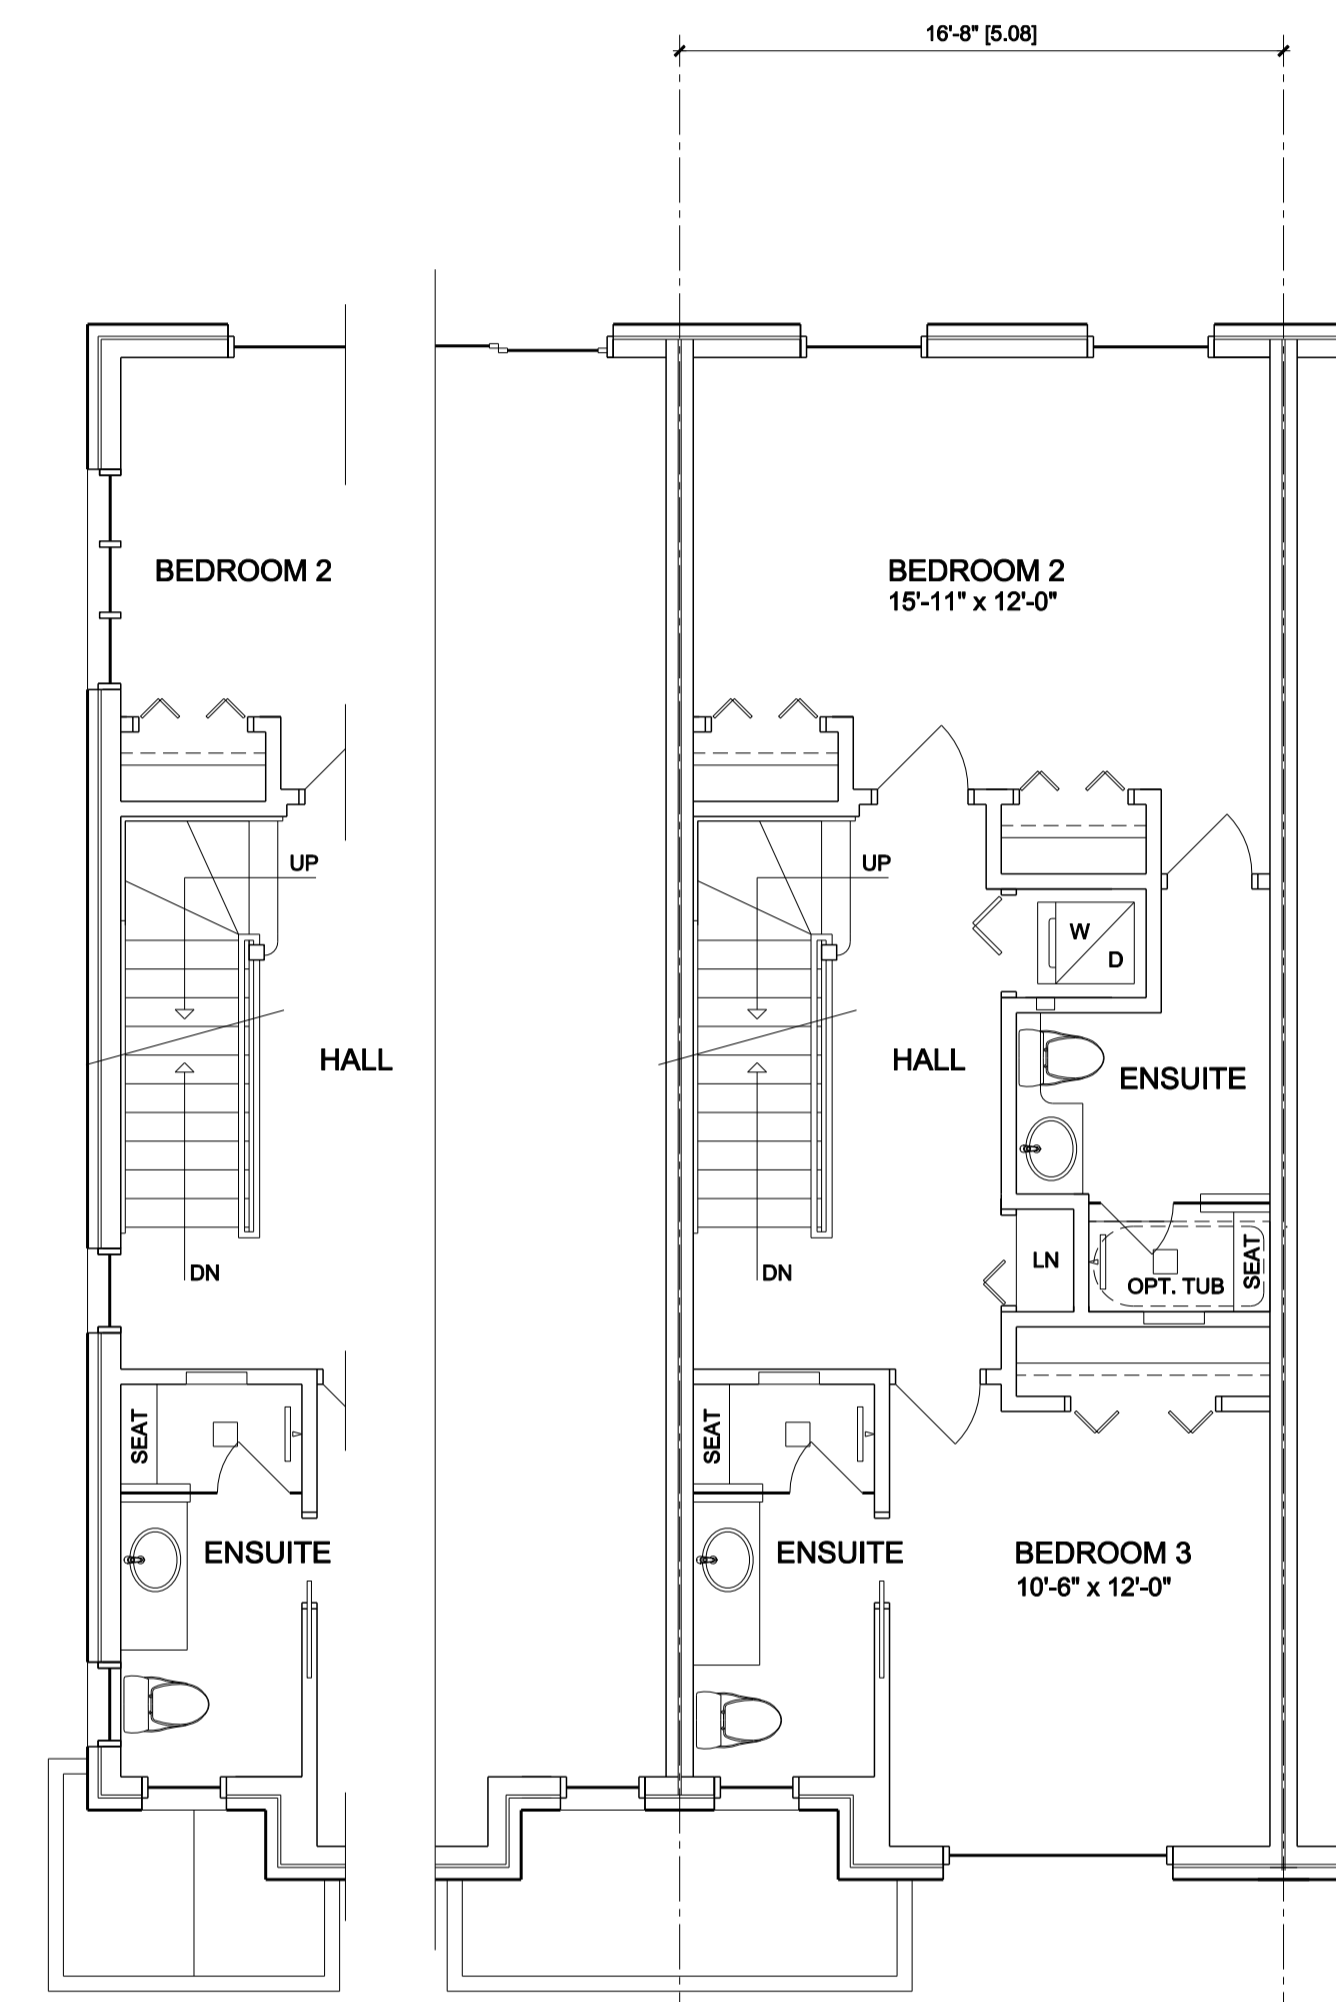 16'-8" [5.08]
BEDROOM 2
BEDROOM 2
15'-11" x 12'-0"
UP
UP
W
D
HALL
HALL
ENSUITE
DN
DN
LN
OPT. TUB
SEAT
SEAT
SEAT
ENSUITE
ENSUITE
BEDROOM 3
10'-6" x 12'-0"